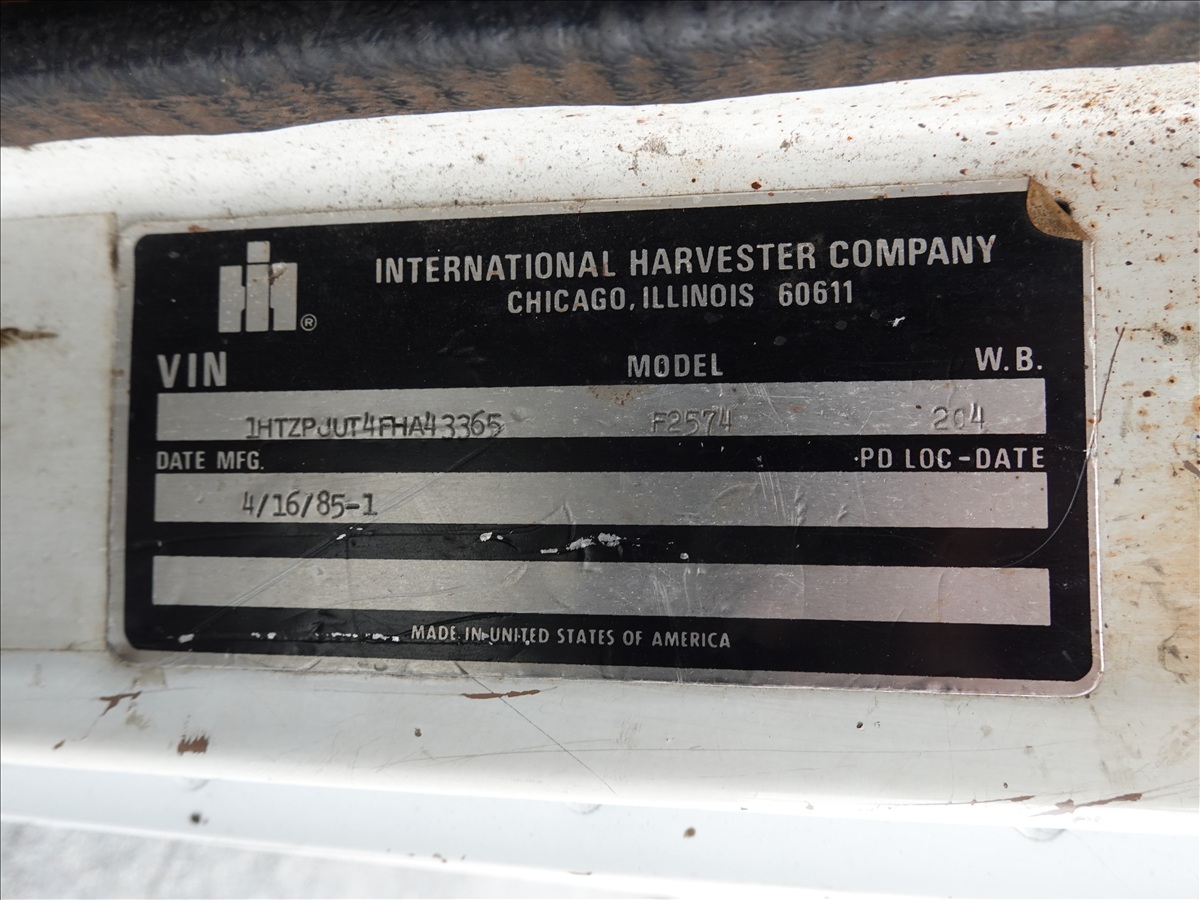 INTERNATIONAL HARVESTER COMPANY
CHICAGO, ILLINOIS 60611
IH®
VIN MODEL W.B.
1HTZPJUT4FHA43365 F2574 204
DATE MFG. PD LOC-DATE
4/16/85-1
MADE IN UNITED STATES OF AMERICA